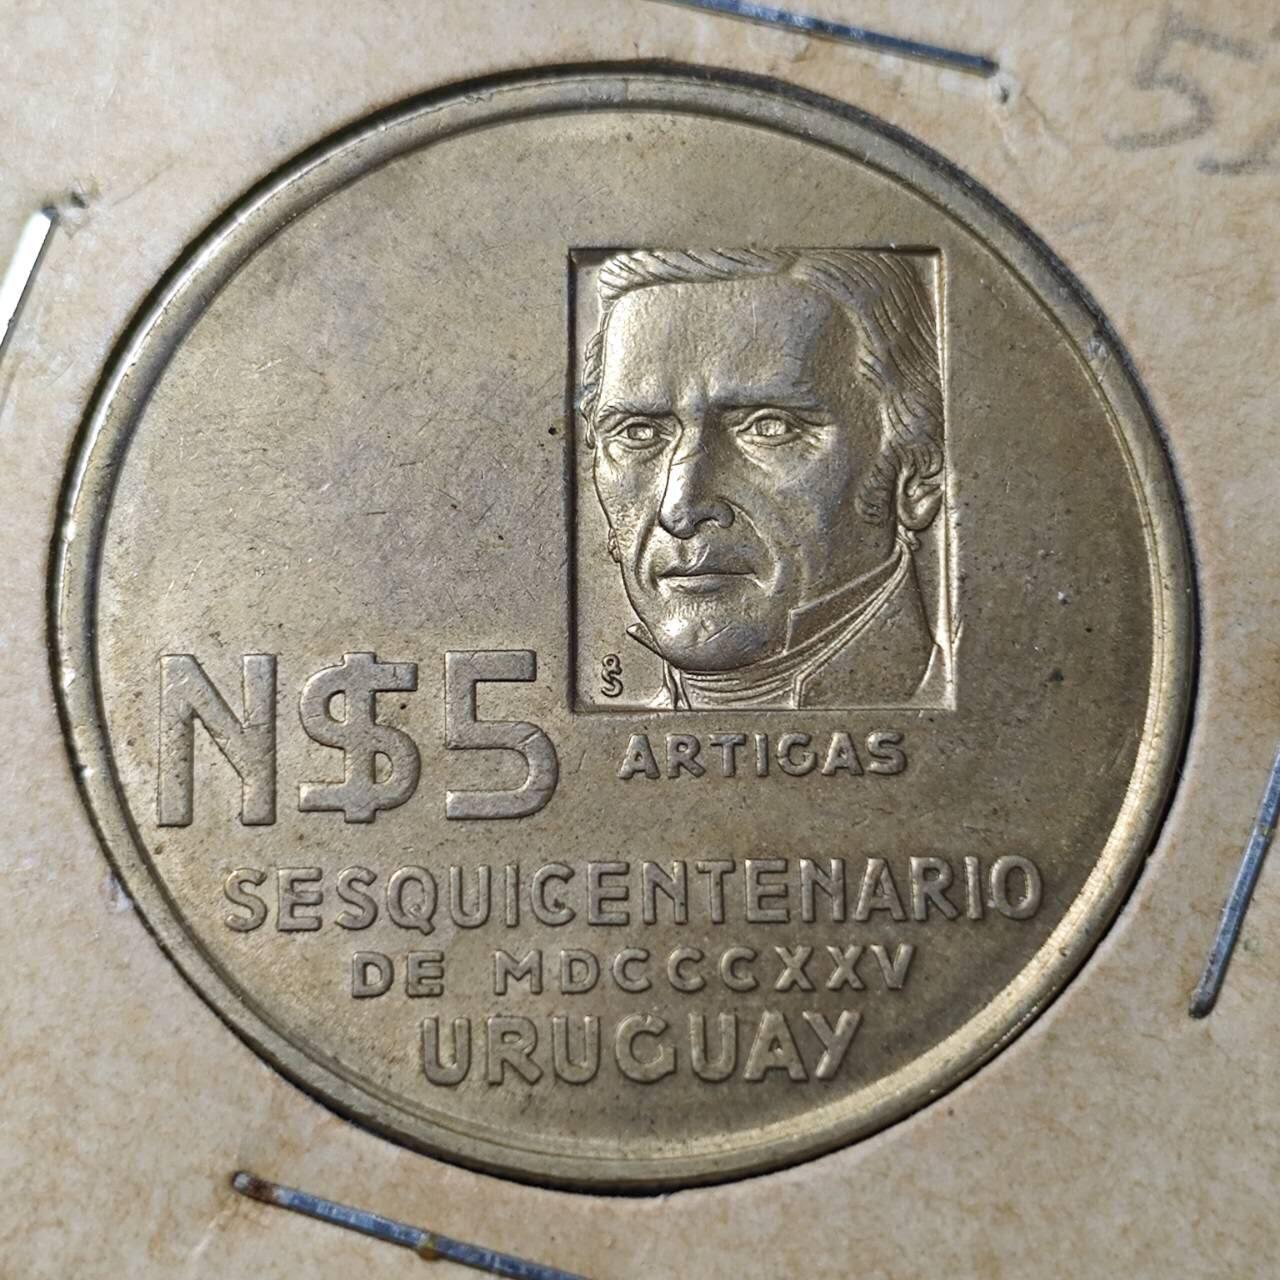 N$5
ARTIGAS
SESQUICENTENARIO
DE MDCCCXXV
URUGUAY